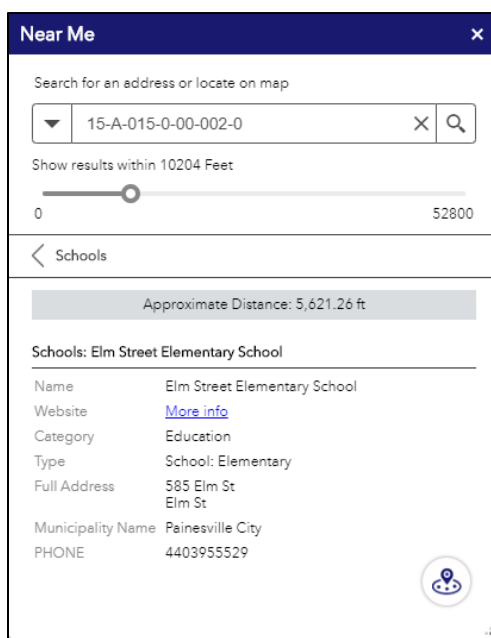 Near Me
Search for an address or locate on map
15-A-015-0-00-002-0
Show results within 10204 Feet
0 52800
Schools
Approximate Distance: 5,621.26 ft
Schools: Elm Street Elementary School
Name Elm Street Elementary School
Website More info
Category Education
Type School: Elementary
Full Address 585 Elm St
Elm St
Municipality Name Painesville City
PHONE 4403955529